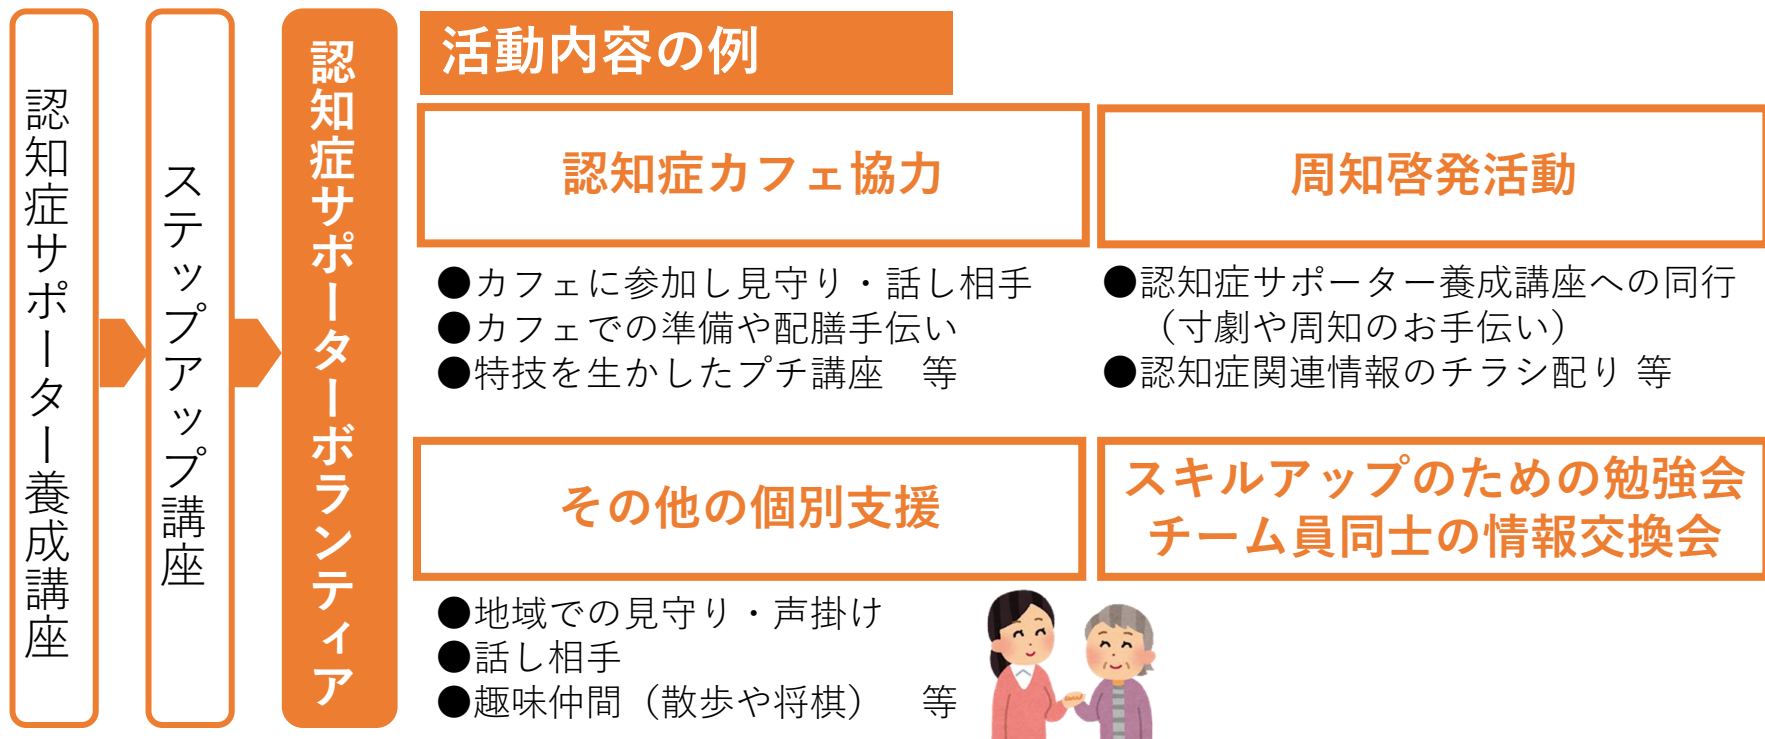 認知症サポーター養成講座
ステップアップ講座
認知症サポーターボランティア
活動内容の例
認知症カフェ協力
●カフェに参加し見守り・話し相手
●カフェでの準備や配膳手伝い
●特技を生かしたプチ講座　等
周知啓発活動
●認知症サポーター養成講座への同行
（寸劇や周知のお手伝い）
●認知症関連情報のチラシ配り 等
その他の個別支援
●地域での見守り・声掛け
●話し相手
●趣味仲間（散歩や将棋）　等
スキルアップのための勉強会
チーム員同士の情報交換会